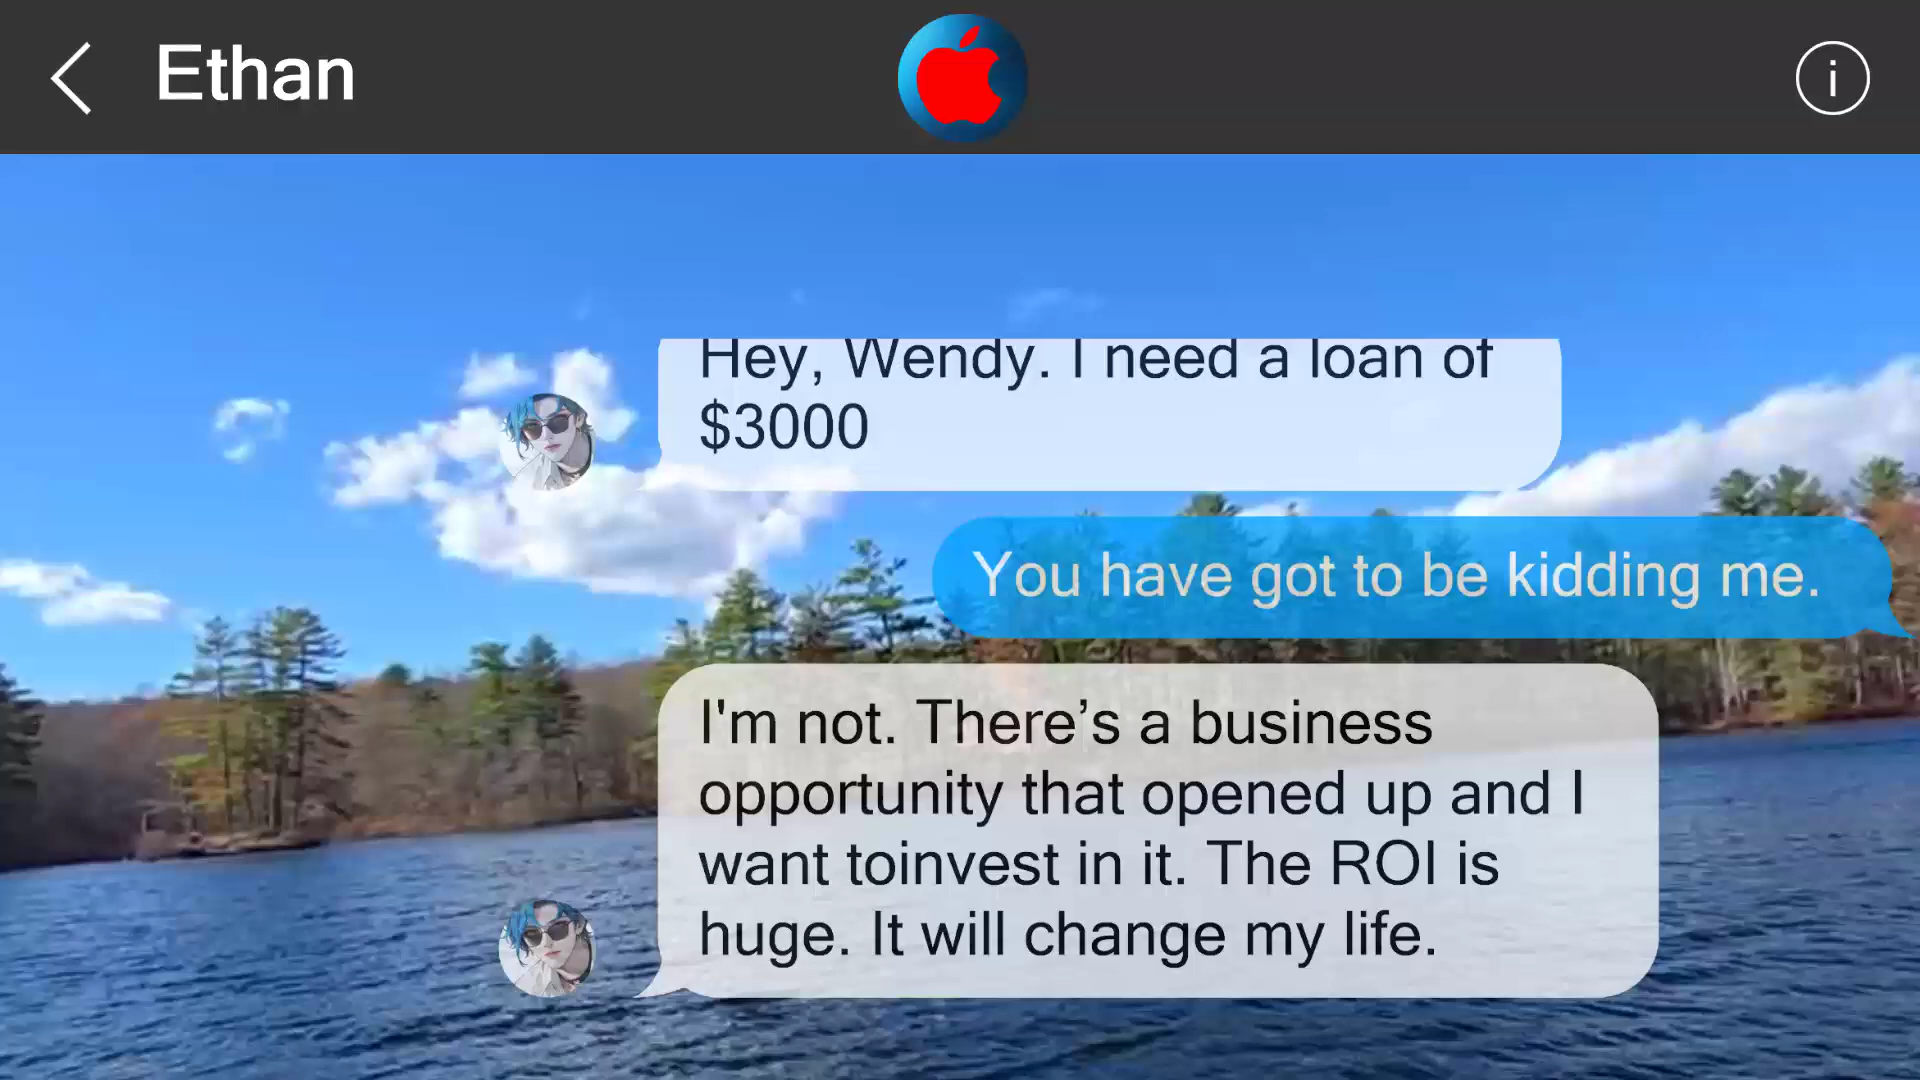 Ethan
i
Hey, Wendy. I need a loan of
$3000
You have got to be kidding me.
I'm not. There’s a business
opportunity that opened up and I
want toinvest in it. The ROI is
huge. It will change my life.